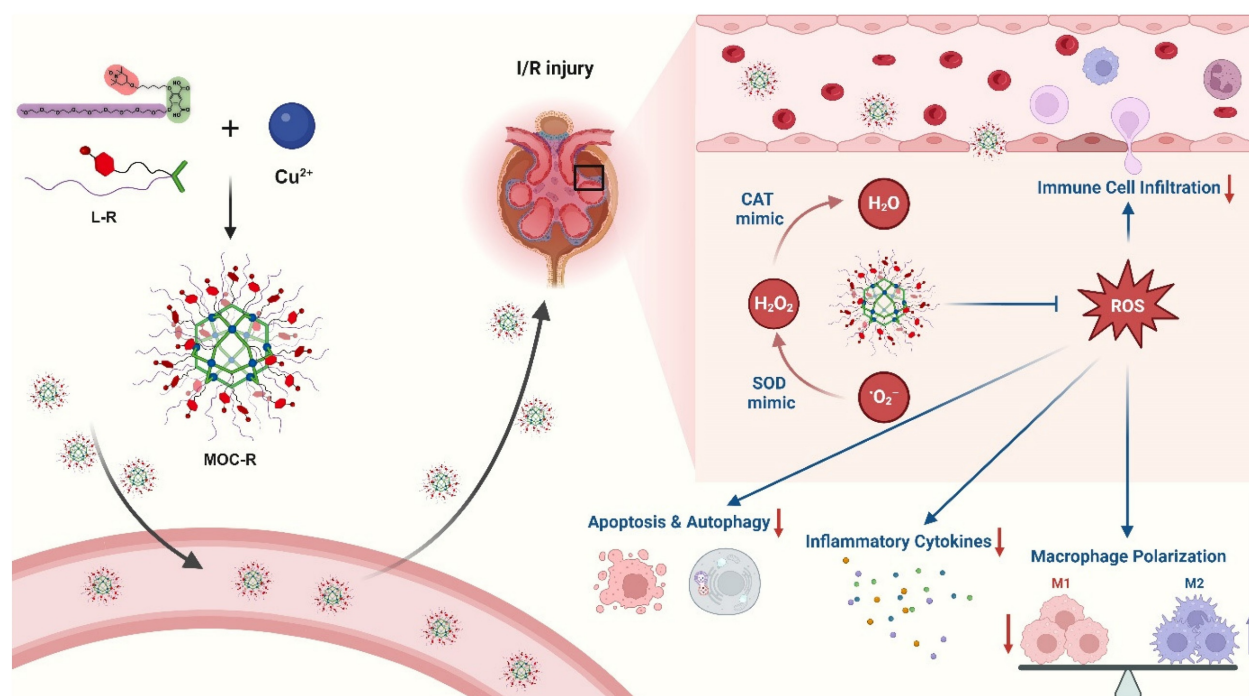 I/R injury
+
Cu²⁺
L-R
MOC-R
Immune Cell Infiltration
CAT
mimic
H₂O
H₂O₂
ROS
SOD
mimic
·O₂⁻
Apoptosis & Autophagy
Inflammatory Cytokines
Macrophage Polarization
M1
M2